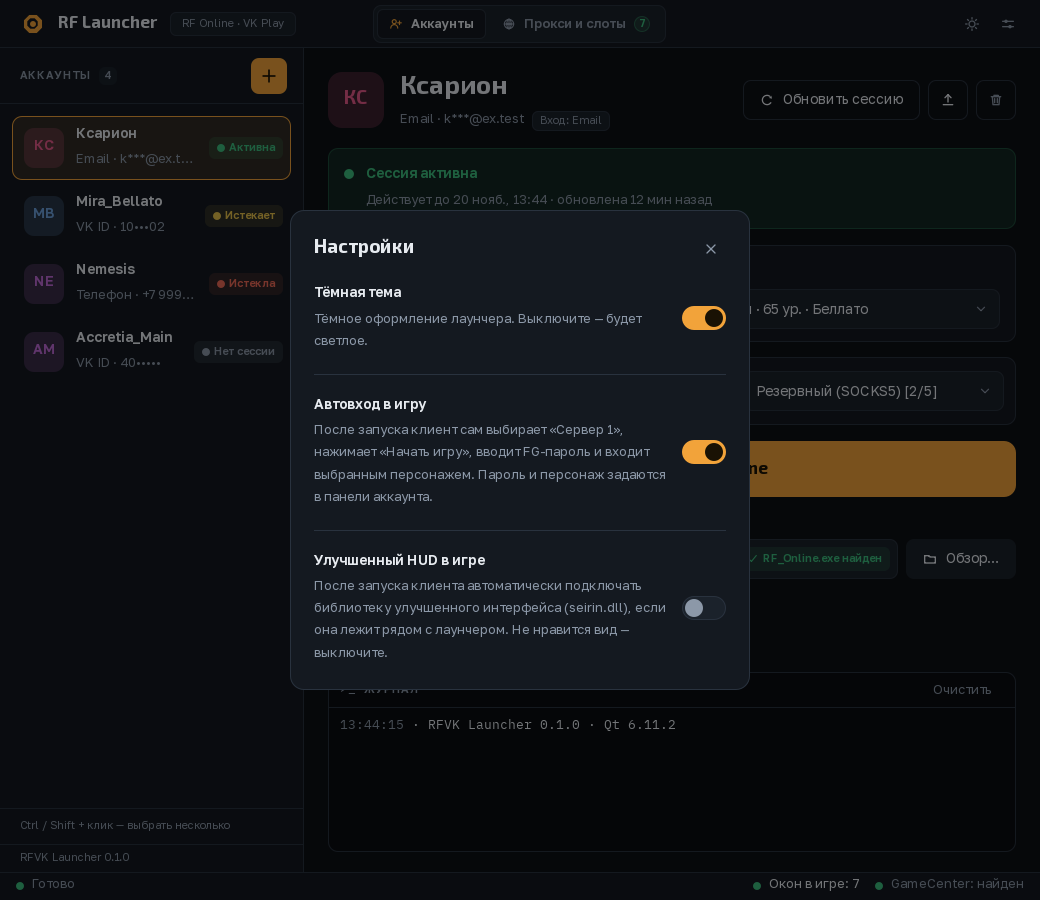 RF Launcher
RF Online · VK Play
Аккаунты
Прокси и слоты 7
АККАУНТЫ 4
КС
Ксарион
Email · k***@ex.t…
Активна
MB
Mira_Bellato
VK ID · 10•••02
Истекает
NE
Nemesis
Телефон · +7 999…
Истекла
AM
Accretia_Main
VK ID · 40•••••
Нет сессии
КС
Ксарион
Email · k***@ex.test
Вход: Email
Обновить сессию
Сессия активна
Действует до 20 нояб., 13:44 · обновлена 12 мин назад
· 65 ур. · Беллато
Резервный (SOCKS5) [2/5]
RF_Online.exe найден
Обзор…
Настройки
Тёмная тема
Тёмное оформление лаунчера. Выключите — будет
светлое.
Автовход в игру
После запуска клиент сам выбирает «Сервер 1»,
нажимает «Начать игру», вводит FG-пароль и входит
выбранным персонажем. Пароль и персонаж задаются
в панели аккаунта.
Улучшенный HUD в игре
После запуска клиента автоматически подключать
библиотеку улучшенного интерфейса (seirin.dll), если
она лежит рядом с лаунчером. Не нравится вид —
выключите.
ЖУРНАЛ
Очистить
13:44:15 · RFVK Launcher 0.1.0 · Qt 6.11.2
Ctrl / Shift + клик — выбрать несколько
RFVK Launcher 0.1.0
Готово
Окон в игре: 7
GameCenter: найден